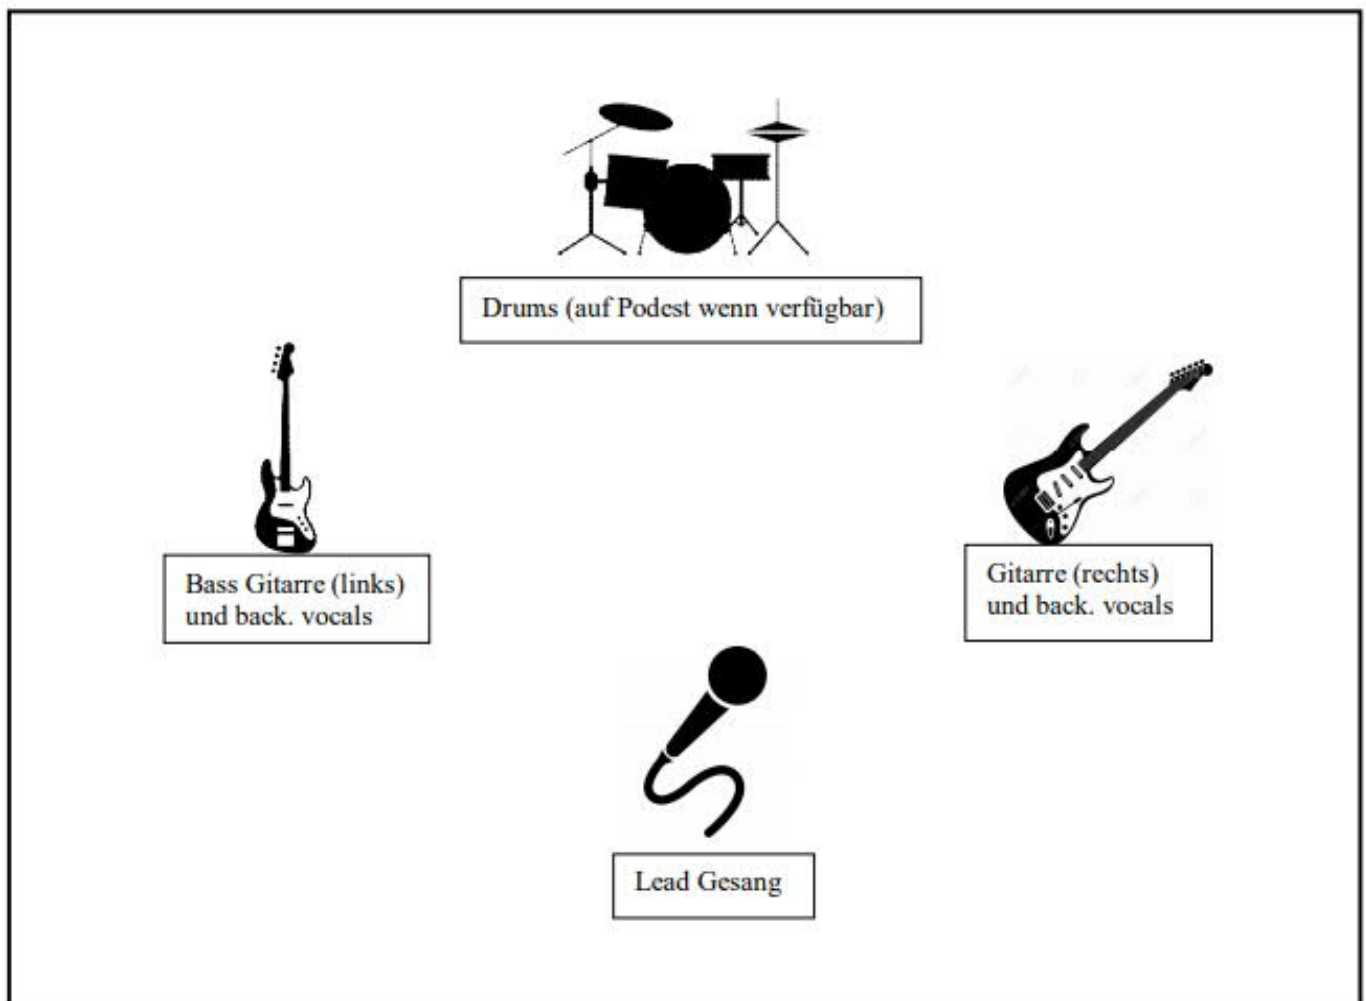 Drums (auf Podest wenn verfügbar)
Bass Gitarre (links)
und back. vocals
Gitarre (rechts)
und back. vocals
Lead Gesang